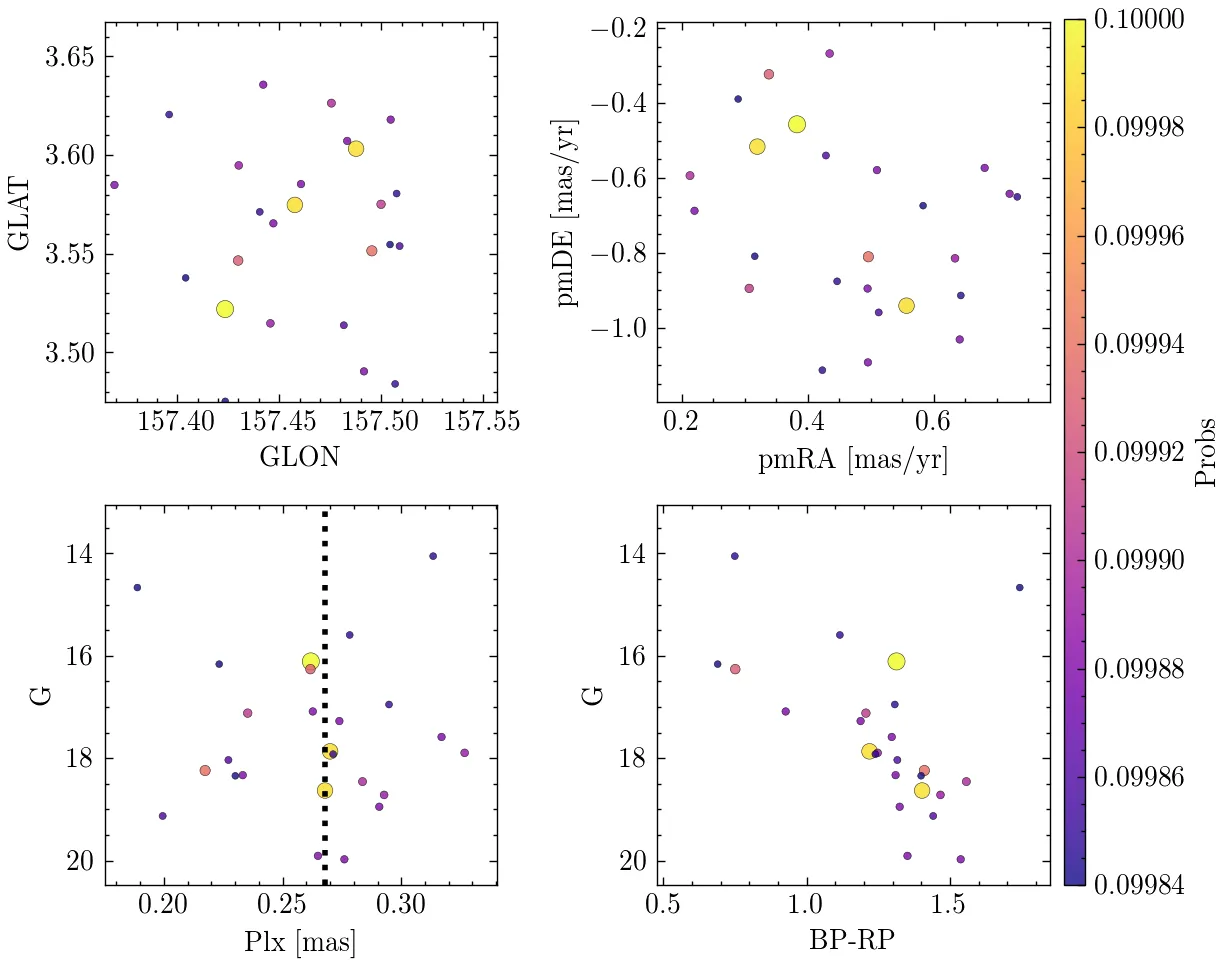 3.65
3.60
3.55
3.50
GLAT
157.40 157.45 157.50 157.55
GLON
−0.2
−0.4
−0.6
−0.8
−1.0
pmDE [mas/yr]
0.2 0.4 0.6
pmRA [mas/yr]
14
16
18
20
G
0.20 0.25 0.30
Plx [mas]
14
16
18
20
G
0.5 1.0 1.5
BP-RP
0.10000
0.09998
0.09996
0.09994
0.09992
0.09990
0.09988
0.09986
0.09984
Probs